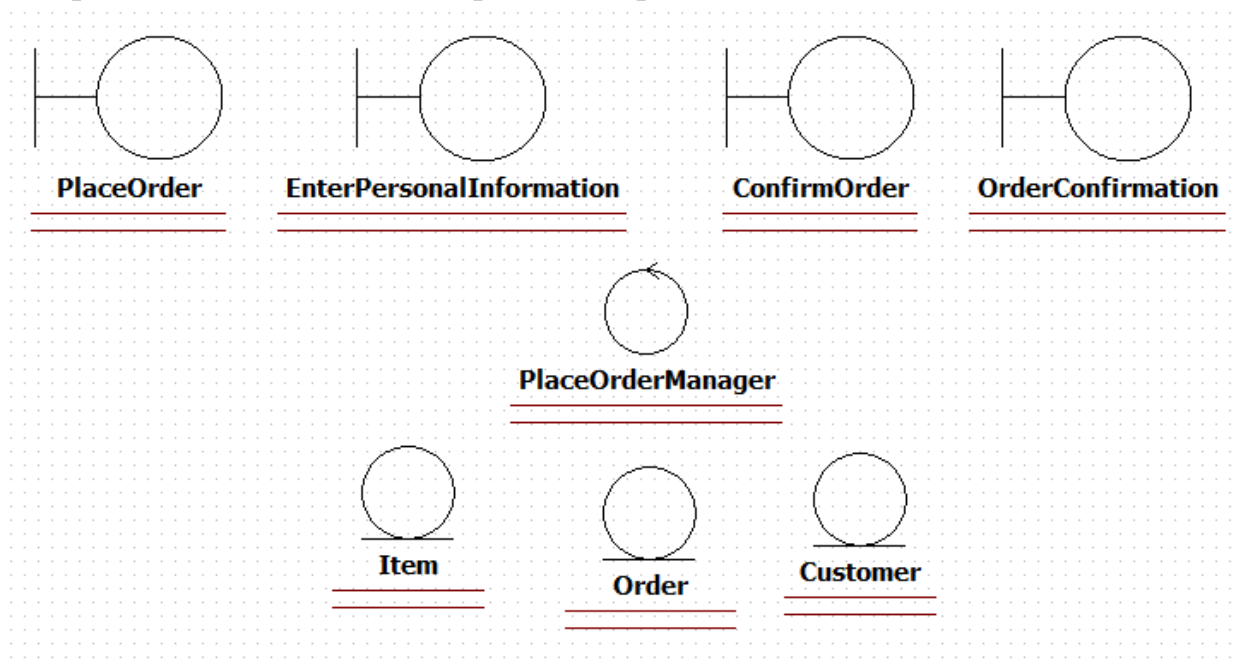 PlaceOrder
EnterPersonalInformation
ConfirmOrder
OrderConfirmation
PlaceOrderManager
Item
Order
Customer